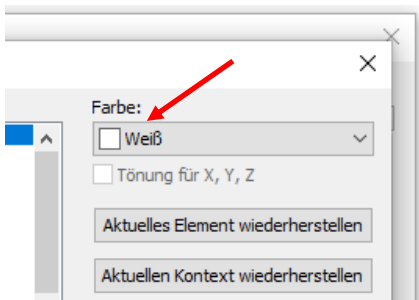 Farbe:
Weiß
Tönung für X, Y, Z
Aktuelles Element wiederherstellen
Aktuellen Kontext wiederherstellen